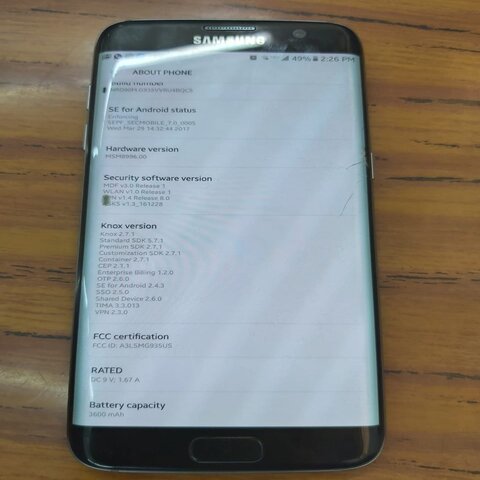 SAMSUNG
49% 2:26 PM
ABOUT PHONE
Build number
SE for Android status
Enforcing
SEPF_SECMOBILE_7.0_0005
Wed Mar 29 14:32:44 2017
Hardware version
MSM8996.00
Security software version
MDF v3.0 Release 1
WLAN v1.0 Release 1
v1.4 Release 8.0
v1.3_161228
Knox version
Knox 2.7.1
Standard SDK 5.7.1
Premium SDK 2.7.1
Customization SDK 2.7.1
Container 2.7.1
CEP 2.1.1
Enterprise Billing 1.2.0
OTP 2.6.0
SE for Android 2.4.3
SSO 2.5.0
Shared Device 2.6.0
TIMA 3.3.013
VPN 2.3.0
FCC certification
FCC ID: A3LSMG935US
RATED
DC 9 V; 1.67 A
Battery capacity
3600 mAh